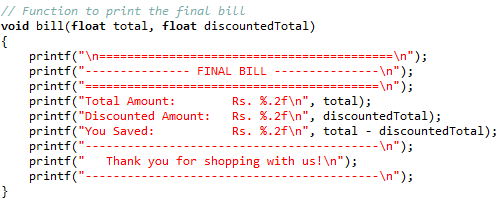 // Function to print the final bill
void bill(float total, float discountedTotal)
{
    printf("\n========================================\n");
    printf("--------------- FINAL BILL ---------------\n");
    printf("========================================\n");
    printf("Total Amount:        Rs. %.2f\n", total);
    printf("Discounted Amount:   Rs. %.2f\n", discountedTotal);
    printf("You Saved:           Rs. %.2f\n", total - discountedTotal);
    printf("----------------------------------------\n");
    printf("   Thank you for shopping with us!\n");
    printf("----------------------------------------\n");
}